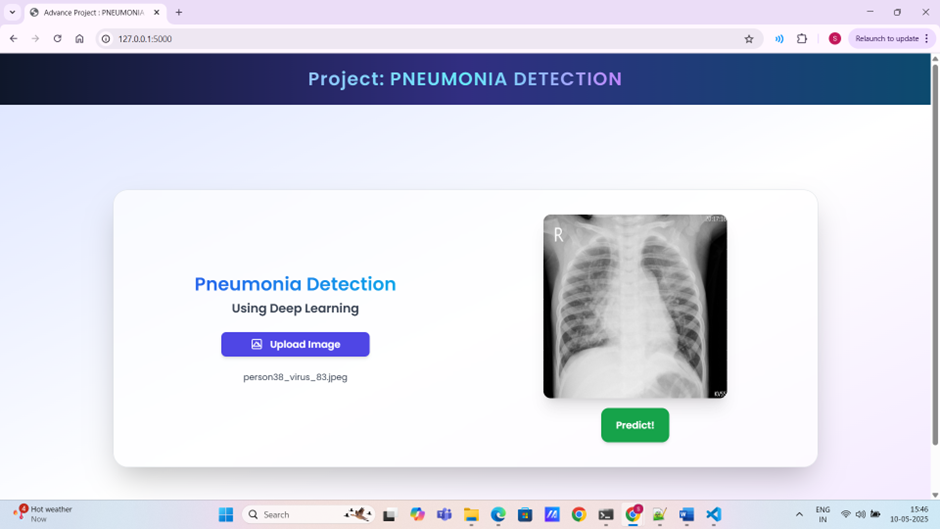 Advance Project : PNEUMONIA
127.0.0.1:5000
S
Relaunch to update
Project: PNEUMONIA DETECTION
R
Pneumonia Detection
Using Deep Learning
Upload Image
person38_virus_83.jpeg
Predict!
4
Hot weather
Now
Search
ENG
IN
15:46
10-05-2025